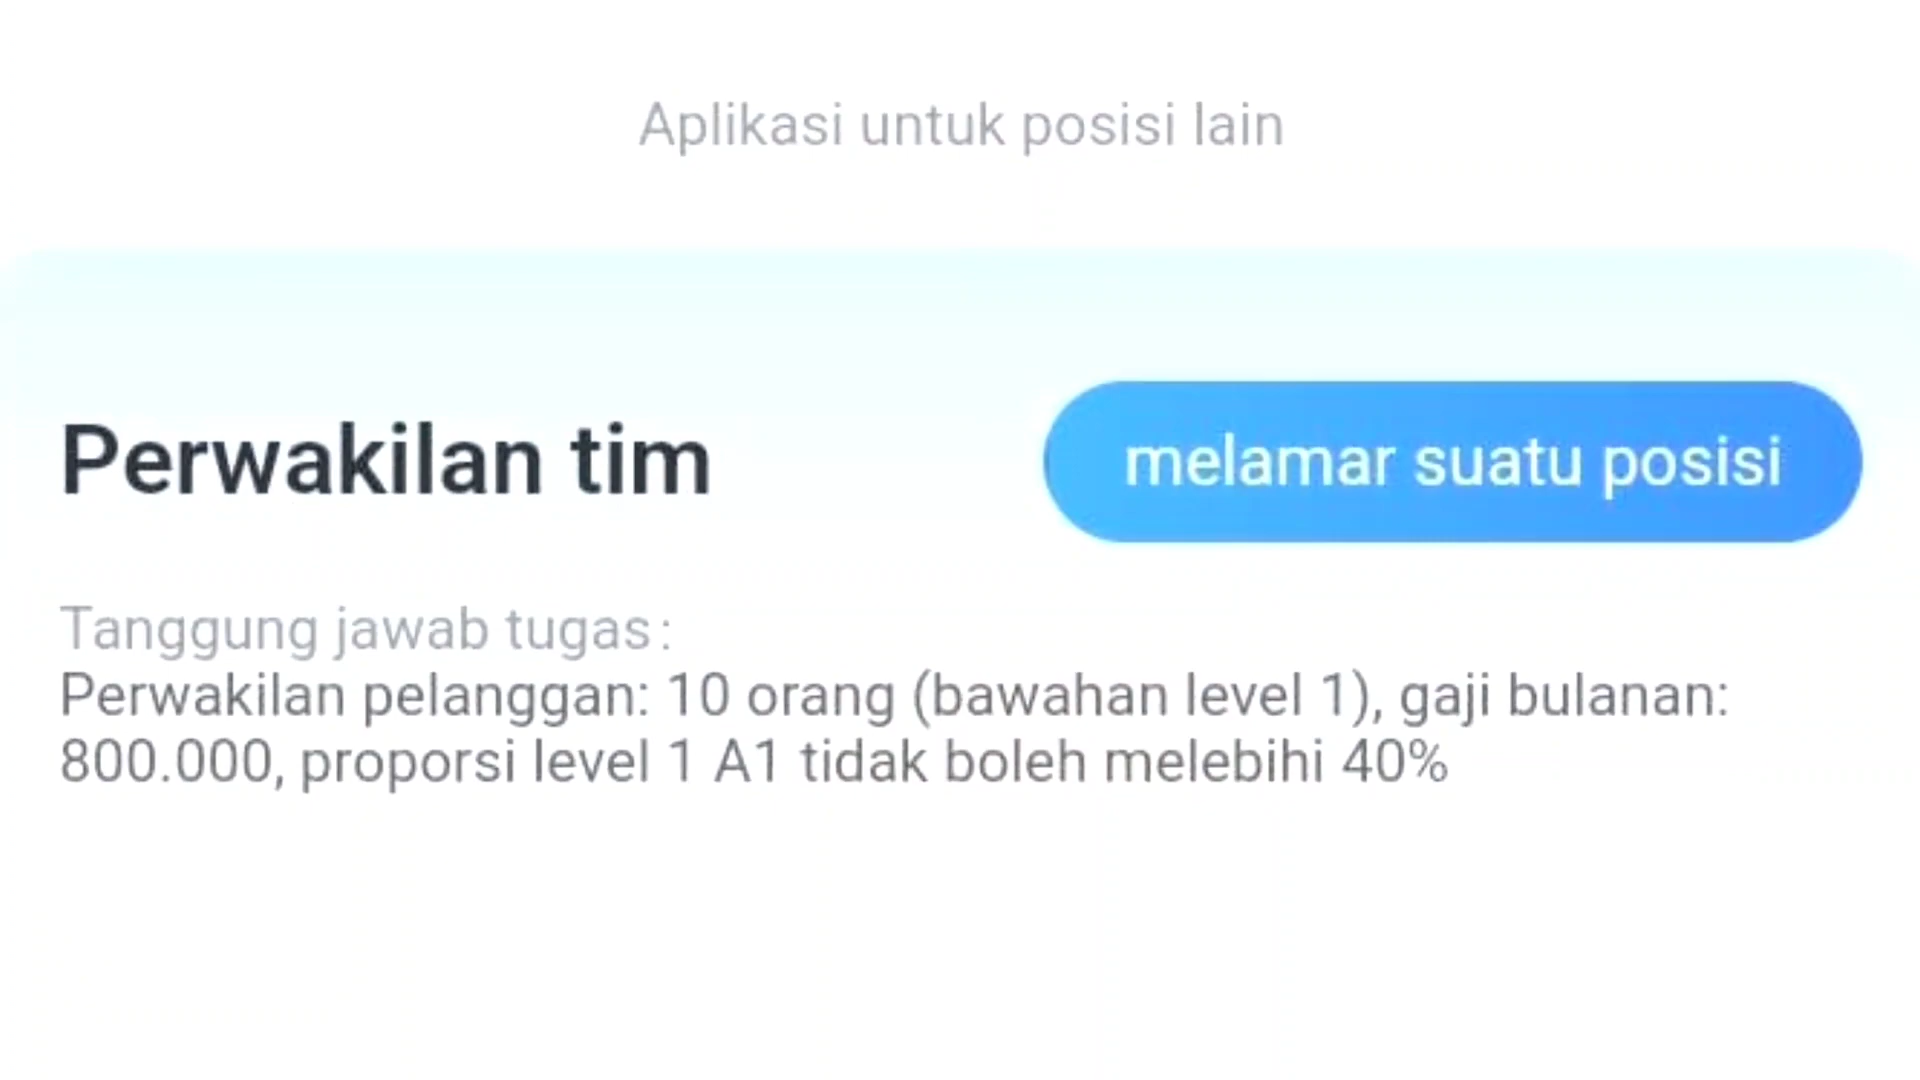 Aplikasi untuk posisi lain
Perwakilan tim
melamar suatu posisi
Tanggung jawab tugas:
Perwakilan pelanggan: 10 orang (bawahan level 1), gaji bulanan:
800.000, proporsi level 1 A1 tidak boleh melebihi 40%